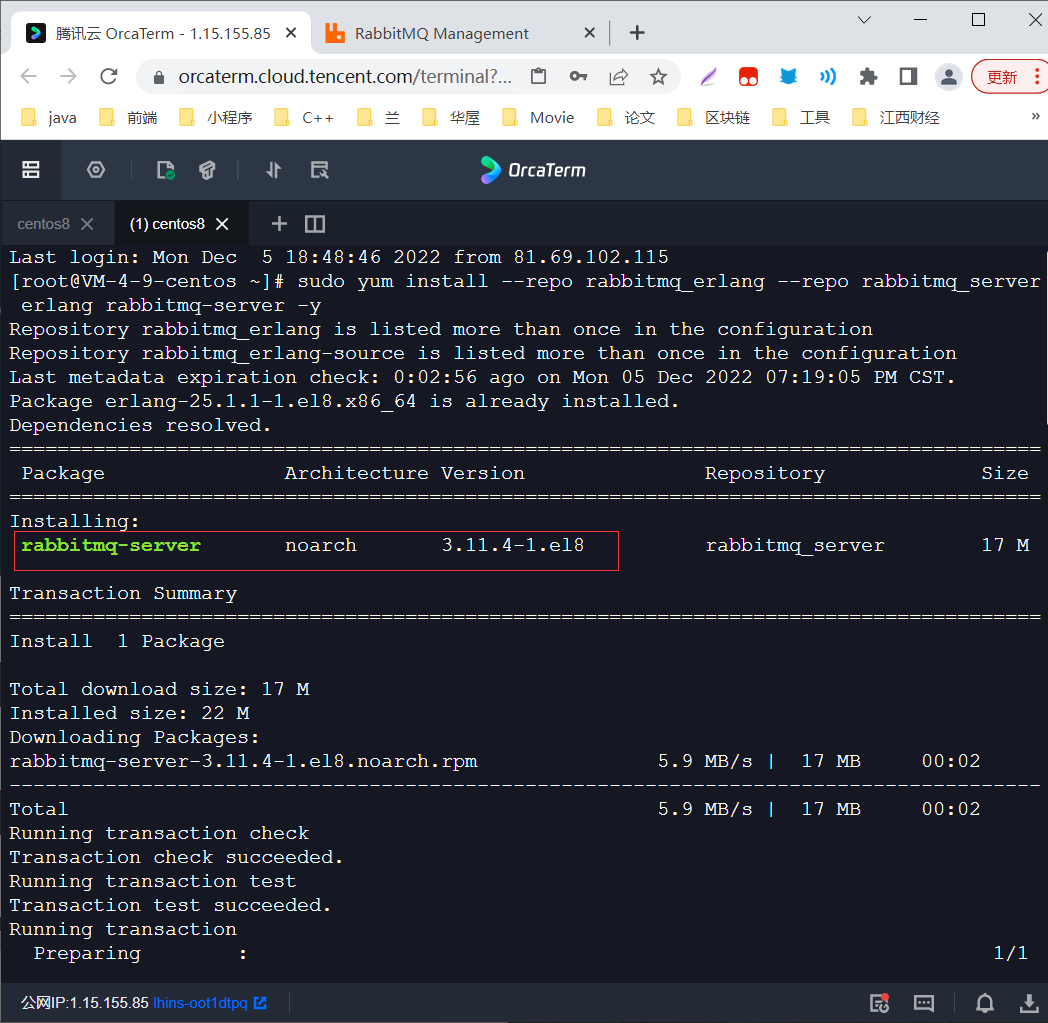 腾讯云 OrcaTerm - 1.15.155.85
RabbitMQ Management
orcaterm.cloud.tencent.com/terminal?...
更新
java 前端 小程序 C++ 兰 华屋 Movie 论文 区块链 工具 江西财经 »
OrcaTerm
centos8 (1) centos8
Last login: Mon Dec  5 18:48:46 2022 from 81.69.102.115
[root@VM-4-9-centos ~]# sudo yum install --repo rabbitmq_erlang --repo rabbitmq_server
 erlang rabbitmq-server -y
Repository rabbitmq_erlang is listed more than once in the configuration
Repository rabbitmq_erlang-source is listed more than once in the configuration
Last metadata expiration check: 0:02:56 ago on Mon 05 Dec 2022 07:19:05 PM CST.
Package erlang-25.1.1-1.el8.x86_64 is already installed.
Dependencies resolved.
======================================================================================
 Package               Architecture Version               Repository             Size
======================================================================================
Installing:
 rabbitmq-server       noarch       3.11.4-1.el8          rabbitmq_server        17 M
Transaction Summary
======================================================================================
Install  1 Package
Total download size: 17 M
Installed size: 22 M
Downloading Packages:
rabbitmq-server-3.11.4-1.el8.noarch.rpm               5.9 MB/s |  17 MB     00:02
--------------------------------------------------------------------------------------
Total                                                 5.9 MB/s |  17 MB     00:02
Running transaction check
Transaction check succeeded.
Running transaction test
Transaction test succeeded.
Running transaction
  Preparing        :                                                              1/1
公网IP:1.15.155.85 lhins-oot1dtpq